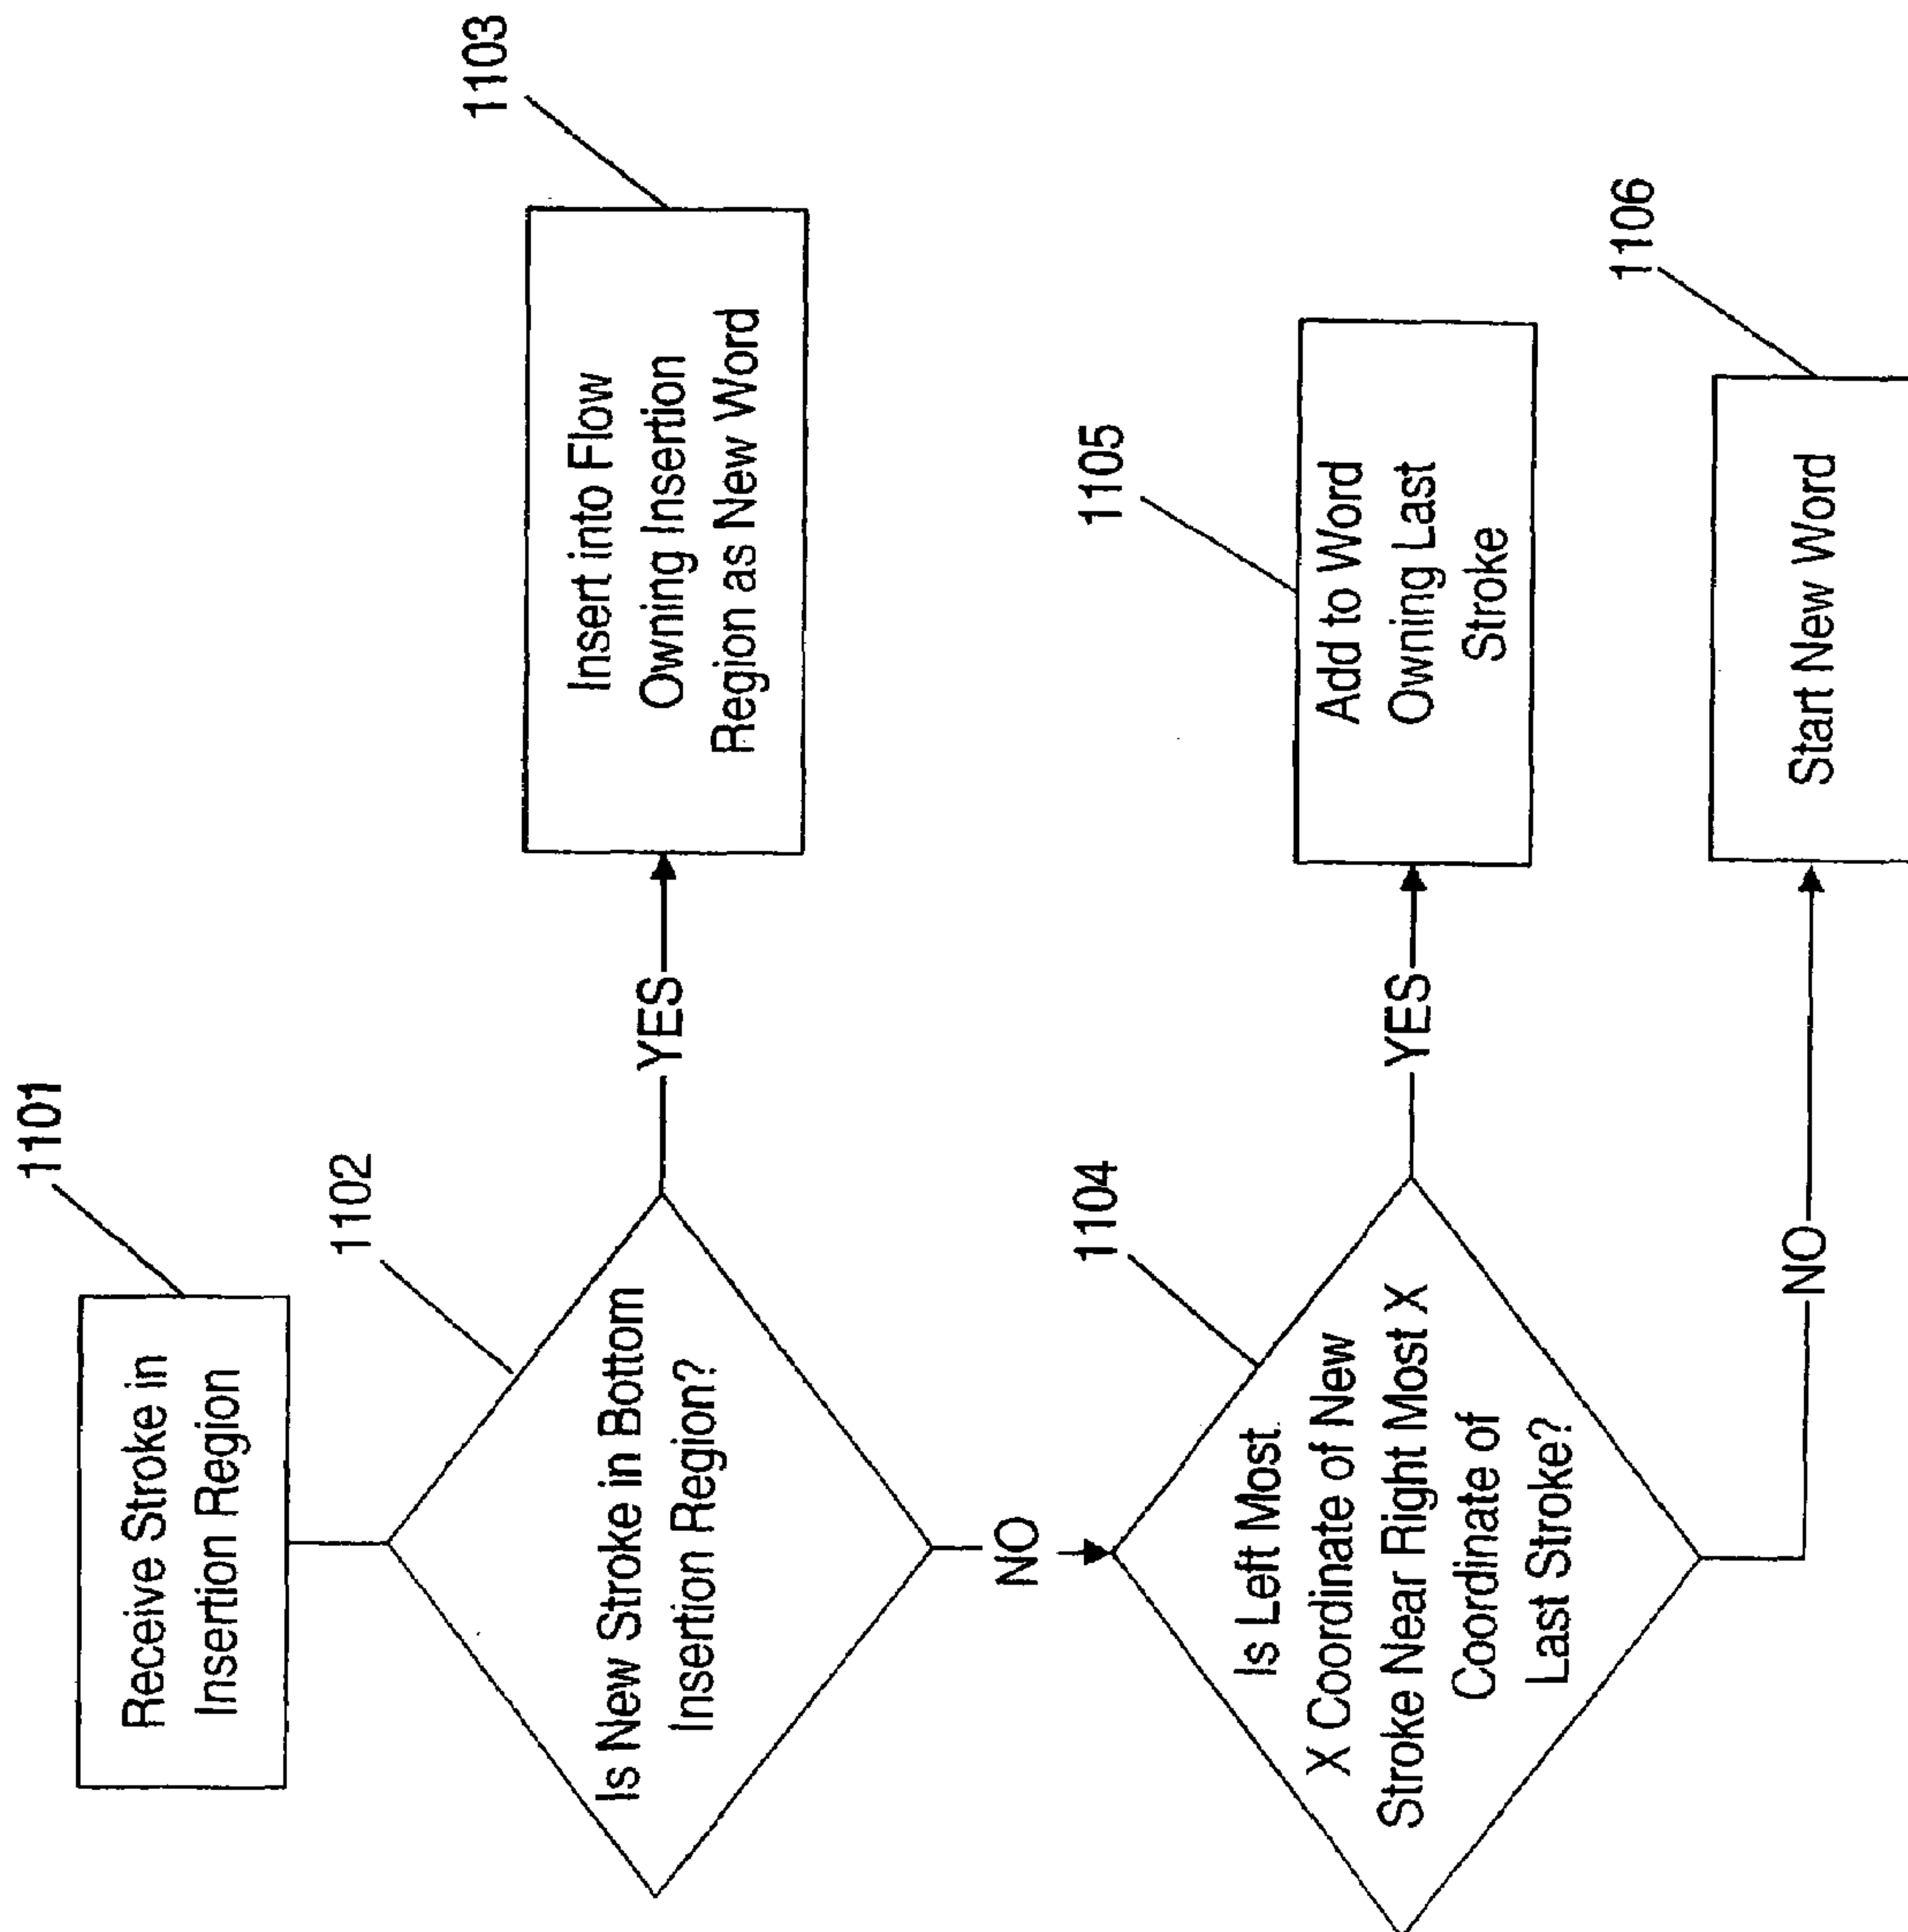 1101
Receive Stroke in
Insertion Region
1102
Is New Stroke in Bottom
Insertion Region?
YES
1103
Insert into Flow
Owning Insertion
Region as New Word
NO
1104
Is Left Most
X Coordinate of New
Stroke Near Right Most X
Coordinate of
Last Stroke?
YES
1105
Add to Word
Owning Last
Stroke
NO
1106
Start New Word